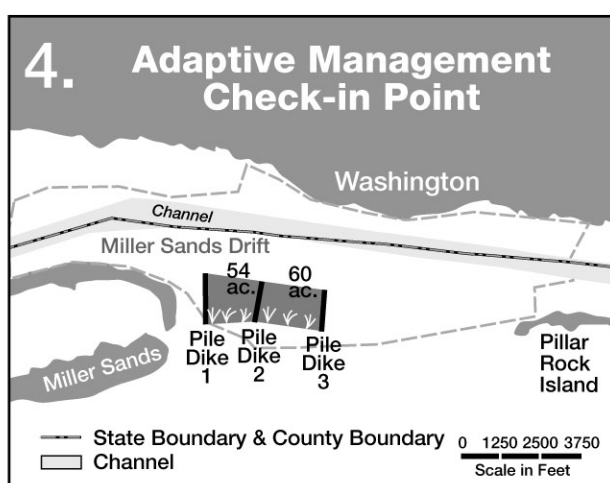 4. Adaptive Management
Check-in Point
Washington
Channel
Miller Sands Drift
54
ac.
60
ac.
Pile
Dike
1
Pile
Dike
2
Pile
Dike
3
Miller Sands
Pillar
Rock
Island
State Boundary & County Boundary
Channel
0 1250 2500 3750
Scale in Feet